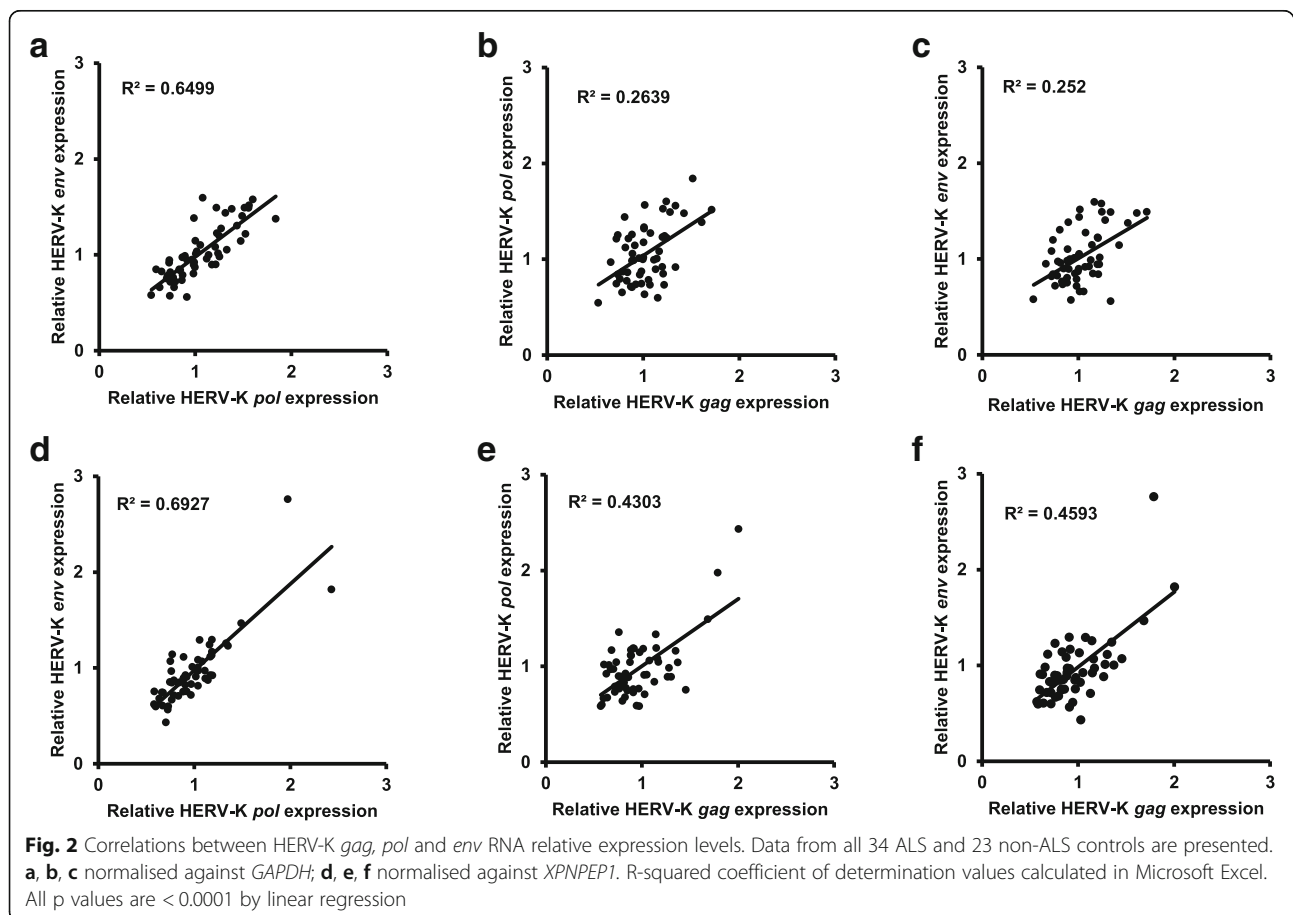 a
b
c
R² = 0.6499
R² = 0.2639
R² = 0.252
Relative HERV-K env expression
3
2
1
0
0
1
2
3
Relative HERV-K pol expression
Relative HERV-K pol expression
3
2
1
0
0
1
2
3
Relative HERV-K gag expression
Relative HERV-K env expression
3
2
1
0
0
1
2
3
Relative HERV-K gag expression
d
e
f
R² = 0.6927
R² = 0.4303
R² = 0.4593
Relative HERV-K env expression
3
2
1
0
0
1
2
3
Relative HERV-K pol expression
Relative HERV-K pol expression
3
2
1
0
0
1
2
3
Relative HERV-K gag expression
Relative HERV-K env expression
3
2
1
0
0
1
2
3
Relative HERV-K gag expression
Fig. 2 Correlations between HERV-K gag, pol and env RNA relative expression levels. Data from all 34 ALS and 23 non-ALS controls are presented.
a, b, c normalised against GAPDH; d, e, f normalised against XPNPEP1. R-squared coefficient of determination values calculated in Microsoft Excel.
All p values are < 0.0001 by linear regression